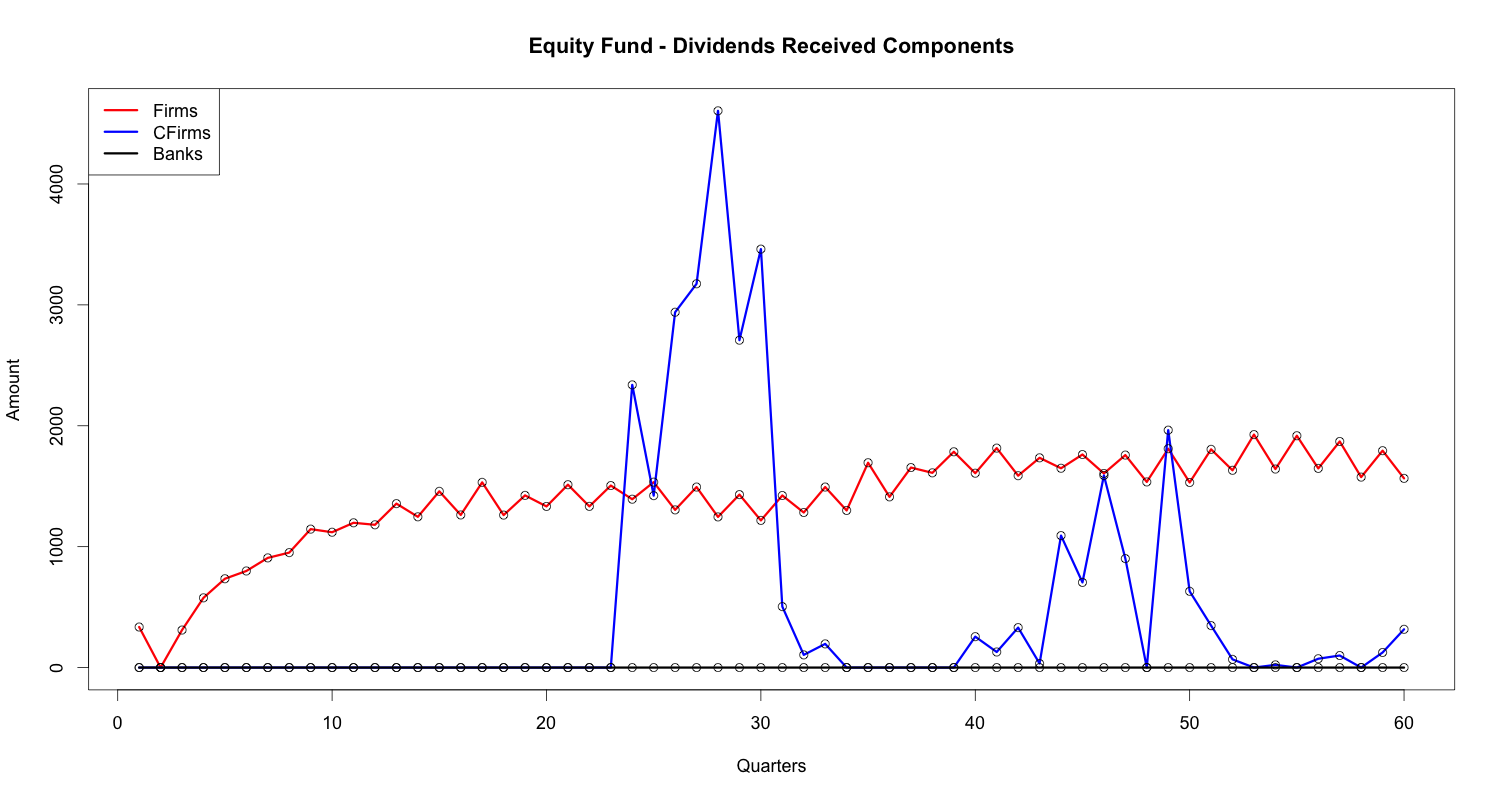 Equity Fund - Dividends Received Components
Firms
CFirms
Banks
Amount
4000
3000
2000
1000
0
0 10 20 30 40 50 60
Quarters